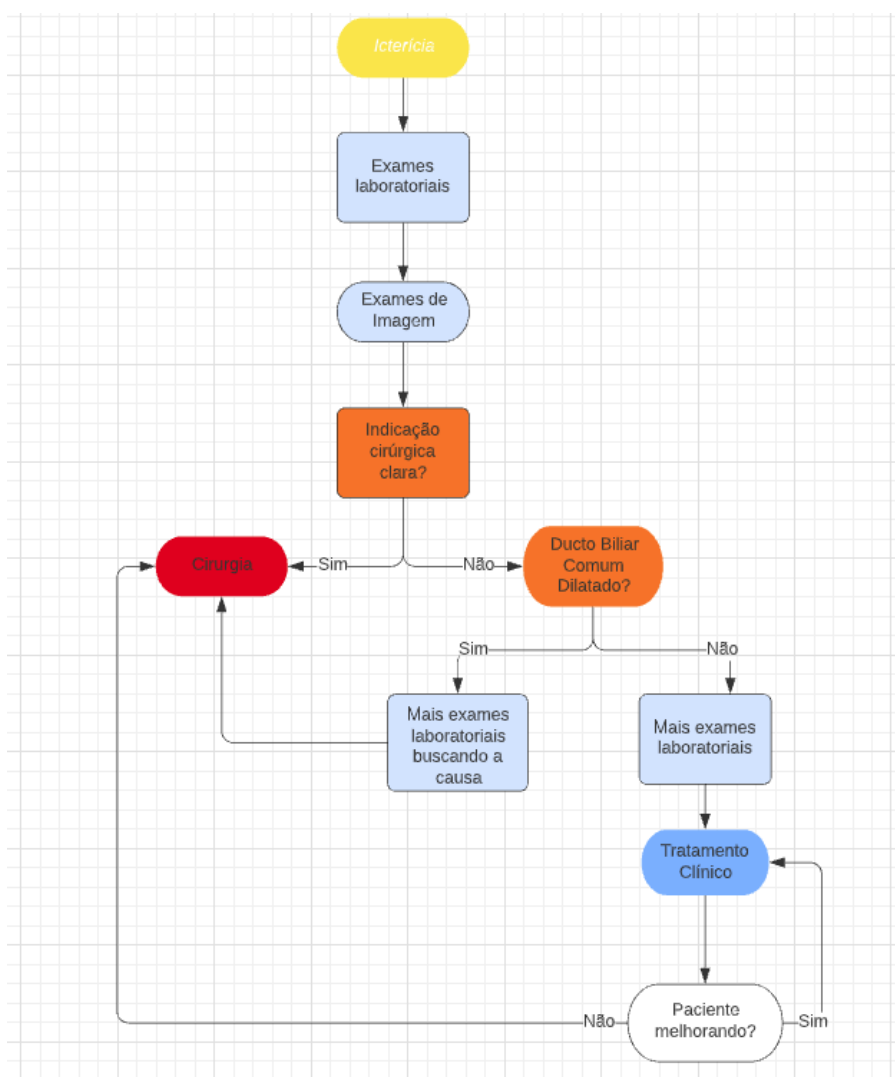 Icterícia
Exames
laboratoriais
Exames de
Imagem
Indicação
cirúrgica
clara?
Cirurgia
Sim
Não
Ducto Biliar
Comum
Dilatado?
Sim
Não
Mais exames
laboratoriais
buscando a
causa
Mais exames
laboratoriais
Tratamento
Clínico
Paciente
melhorando?
Não
Sim